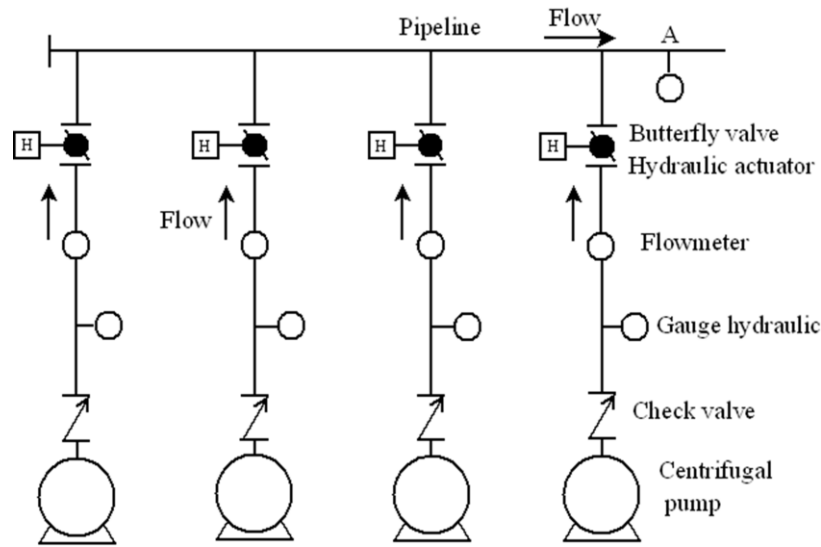 Pipeline
Flow
A
H
H
H
H
Butterfly valve
Hydraulic actuator
Flow
Flowmeter
Gauge hydraulic
Check valve
Centrifugal
pump